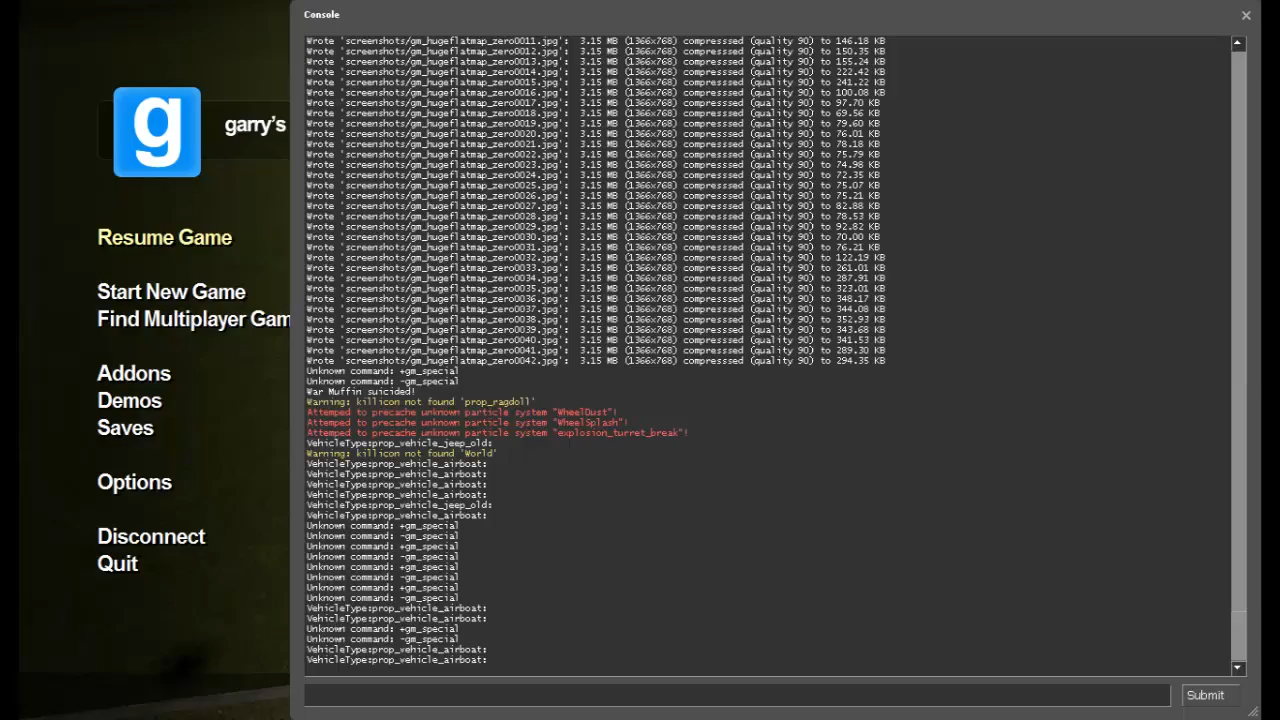 Console
g
garry's
Resume Game
Start New Game
Find Multiplayer Gam
Addons
Demos
Saves
Options
Disconnect
Quit
Wrote 'screenshots/gm_hugeflatmap_zero0011.jpg': 3.15 MB (1366x768) compresssed (quality 90) to 146.18 KB
Wrote 'screenshots/gm_hugeflatmap_zero0012.jpg': 3.15 MB (1366x768) compresssed (quality 90) to 150.35 KB
Wrote 'screenshots/gm_hugeflatmap_zero0013.jpg': 3.15 MB (1366x768) compresssed (quality 90) to 155.24 KB
Wrote 'screenshots/gm_hugeflatmap_zero0014.jpg': 3.15 MB (1366x768) compresssed (quality 90) to 222.42 KB
Wrote 'screenshots/gm_hugeflatmap_zero0015.jpg': 3.15 MB (1366x768) compresssed (quality 90) to 241.22 KB
Wrote 'screenshots/gm_hugeflatmap_zero0016.jpg': 3.15 MB (1366x768) compresssed (quality 90) to 100.08 KB
Wrote 'screenshots/gm_hugeflatmap_zero0017.jpg': 3.15 MB (1366x768) compresssed (quality 90) to 97.70 KB
Wrote 'screenshots/gm_hugeflatmap_zero0018.jpg': 3.15 MB (1366x768) compresssed (quality 90) to 69.56 KB
Wrote 'screenshots/gm_hugeflatmap_zero0019.jpg': 3.15 MB (1366x768) compresssed (quality 90) to 79.60 KB
Wrote 'screenshots/gm_hugeflatmap_zero0020.jpg': 3.15 MB (1366x768) compresssed (quality 90) to 76.01 KB
Wrote 'screenshots/gm_hugeflatmap_zero0021.jpg': 3.15 MB (1366x768) compresssed (quality 90) to 78.18 KB
Wrote 'screenshots/gm_hugeflatmap_zero0022.jpg': 3.15 MB (1366x768) compresssed (quality 90) to 75.79 KB
Wrote 'screenshots/gm_hugeflatmap_zero0023.jpg': 3.15 MB (1366x768) compresssed (quality 90) to 74.98 KB
Wrote 'screenshots/gm_hugeflatmap_zero0024.jpg': 3.15 MB (1366x768) compresssed (quality 90) to 72.35 KB
Wrote 'screenshots/gm_hugeflatmap_zero0025.jpg': 3.15 MB (1366x768) compresssed (quality 90) to 75.07 KB
Wrote 'screenshots/gm_hugeflatmap_zero0026.jpg': 3.15 MB (1366x768) compresssed (quality 90) to 75.21 KB
Wrote 'screenshots/gm_hugeflatmap_zero0027.jpg': 3.15 MB (1366x768) compresssed (quality 90) to 82.88 KB
Wrote 'screenshots/gm_hugeflatmap_zero0028.jpg': 3.15 MB (1366x768) compresssed (quality 90) to 78.53 KB
Wrote 'screenshots/gm_hugeflatmap_zero0029.jpg': 3.15 MB (1366x768) compresssed (quality 90) to 92.82 KB
Wrote 'screenshots/gm_hugeflatmap_zero0030.jpg': 3.15 MB (1366x768) compresssed (quality 90) to 70.00 KB
Wrote 'screenshots/gm_hugeflatmap_zero0031.jpg': 3.15 MB (1366x768) compresssed (quality 90) to 76.21 KB
Wrote 'screenshots/gm_hugeflatmap_zero0032.jpg': 3.15 MB (1366x768) compresssed (quality 90) to 122.19 KB
Wrote 'screenshots/gm_hugeflatmap_zero0033.jpg': 3.15 MB (1366x768) compresssed (quality 90) to 261.01 KB
Wrote 'screenshots/gm_hugeflatmap_zero0034.jpg': 3.15 MB (1366x768) compresssed (quality 90) to 287.91 KB
Wrote 'screenshots/gm_hugeflatmap_zero0035.jpg': 3.15 MB (1366x768) compresssed (quality 90) to 323.01 KB
Wrote 'screenshots/gm_hugeflatmap_zero0036.jpg': 3.15 MB (1366x768) compresssed (quality 90) to 348.17 KB
Wrote 'screenshots/gm_hugeflatmap_zero0037.jpg': 3.15 MB (1366x768) compresssed (quality 90) to 344.08 KB
Wrote 'screenshots/gm_hugeflatmap_zero0038.jpg': 3.15 MB (1366x768) compresssed (quality 90) to 352.93 KB
Wrote 'screenshots/gm_hugeflatmap_zero0039.jpg': 3.15 MB (1366x768) compresssed (quality 90) to 343.68 KB
Wrote 'screenshots/gm_hugeflatmap_zero0040.jpg': 3.15 MB (1366x768) compresssed (quality 90) to 341.53 KB
Wrote 'screenshots/gm_hugeflatmap_zero0041.jpg': 3.15 MB (1366x768) compresssed (quality 90) to 289.30 KB
Wrote 'screenshots/gm_hugeflatmap_zero0042.jpg': 3.15 MB (1366x768) compresssed (quality 90) to 294.35 KB
Unknown command: +gm_special
Unknown command: -gm_special
War Muffin suicided!
Warning: killicon not found 'prop_ragdoll'
Attemped to precache unknown particle system "WheelDust"!
Attemped to precache unknown particle system "WheelSplash"!
Attemped to precache unknown particle system "explosion_turret_break"!
VehicleType:prop_vehicle_jeep_old:
Warning: killicon not found 'World'
VehicleType:prop_vehicle_airboat:
VehicleType:prop_vehicle_airboat:
VehicleType:prop_vehicle_airboat:
VehicleType:prop_vehicle_airboat:
VehicleType:prop_vehicle_jeep_old:
VehicleType:prop_vehicle_airboat:
Unknown command: +gm_special
Unknown command: -gm_special
Unknown command: +gm_special
Unknown command: -gm_special
Unknown command: +gm_special
Unknown command: -gm_special
Unknown command: +gm_special
Unknown command: -gm_special
VehicleType:prop_vehicle_airboat:
VehicleType:prop_vehicle_airboat:
Unknown command: +gm_special
Unknown command: -gm_special
VehicleType:prop_vehicle_airboat:
VehicleType:prop_vehicle_airboat:
Submit